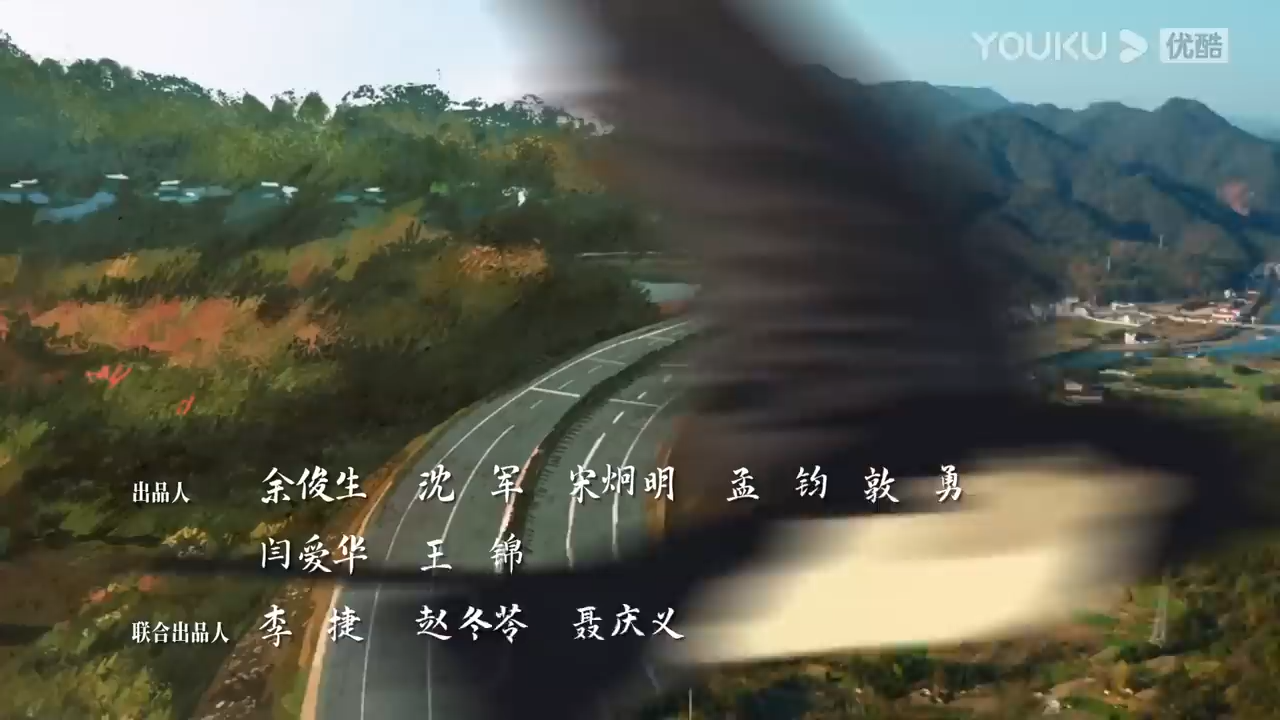 YOUKU 优酷
出品人 余俊生 沈军 宋炯明 孟钧 敦勇
闫爱华 王锦
联合出品人 李捷 赵冬苓 聂庆义